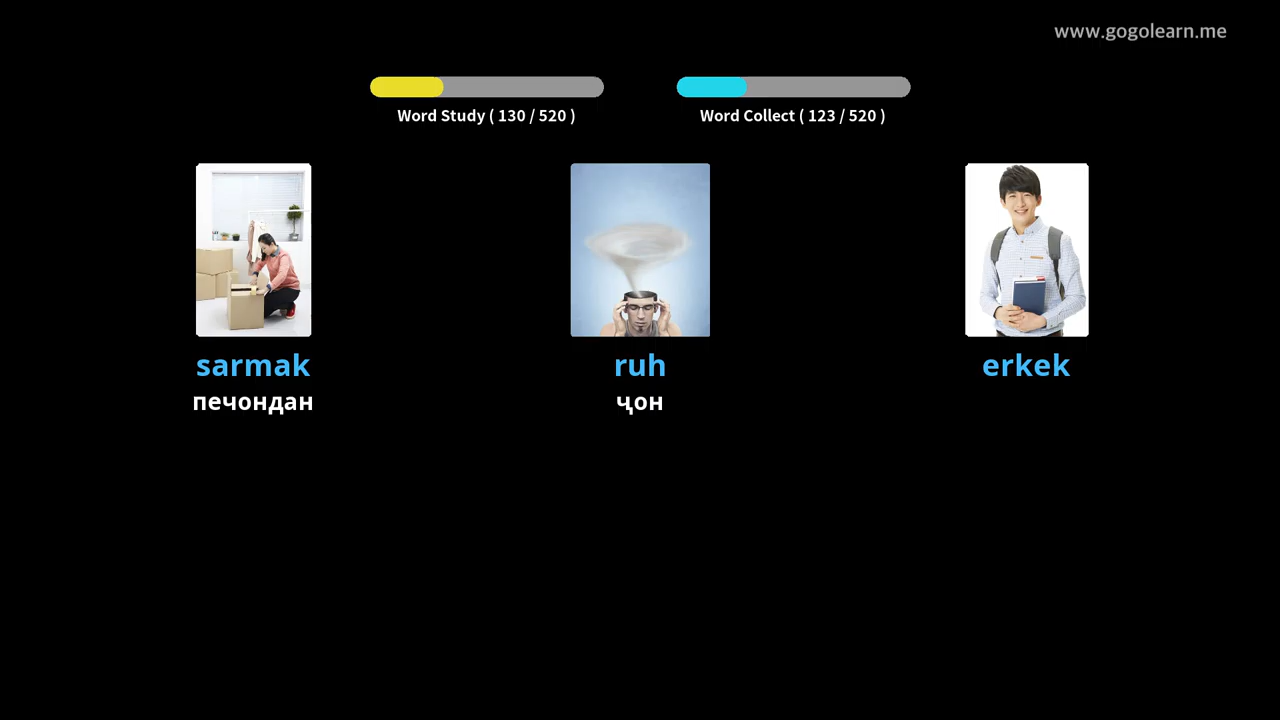 www.gogolearn.me
Word Study ( 130 / 520 )
Word Collect ( 123 / 520 )
sarmak
печондан
ruh
ҷон
erkek